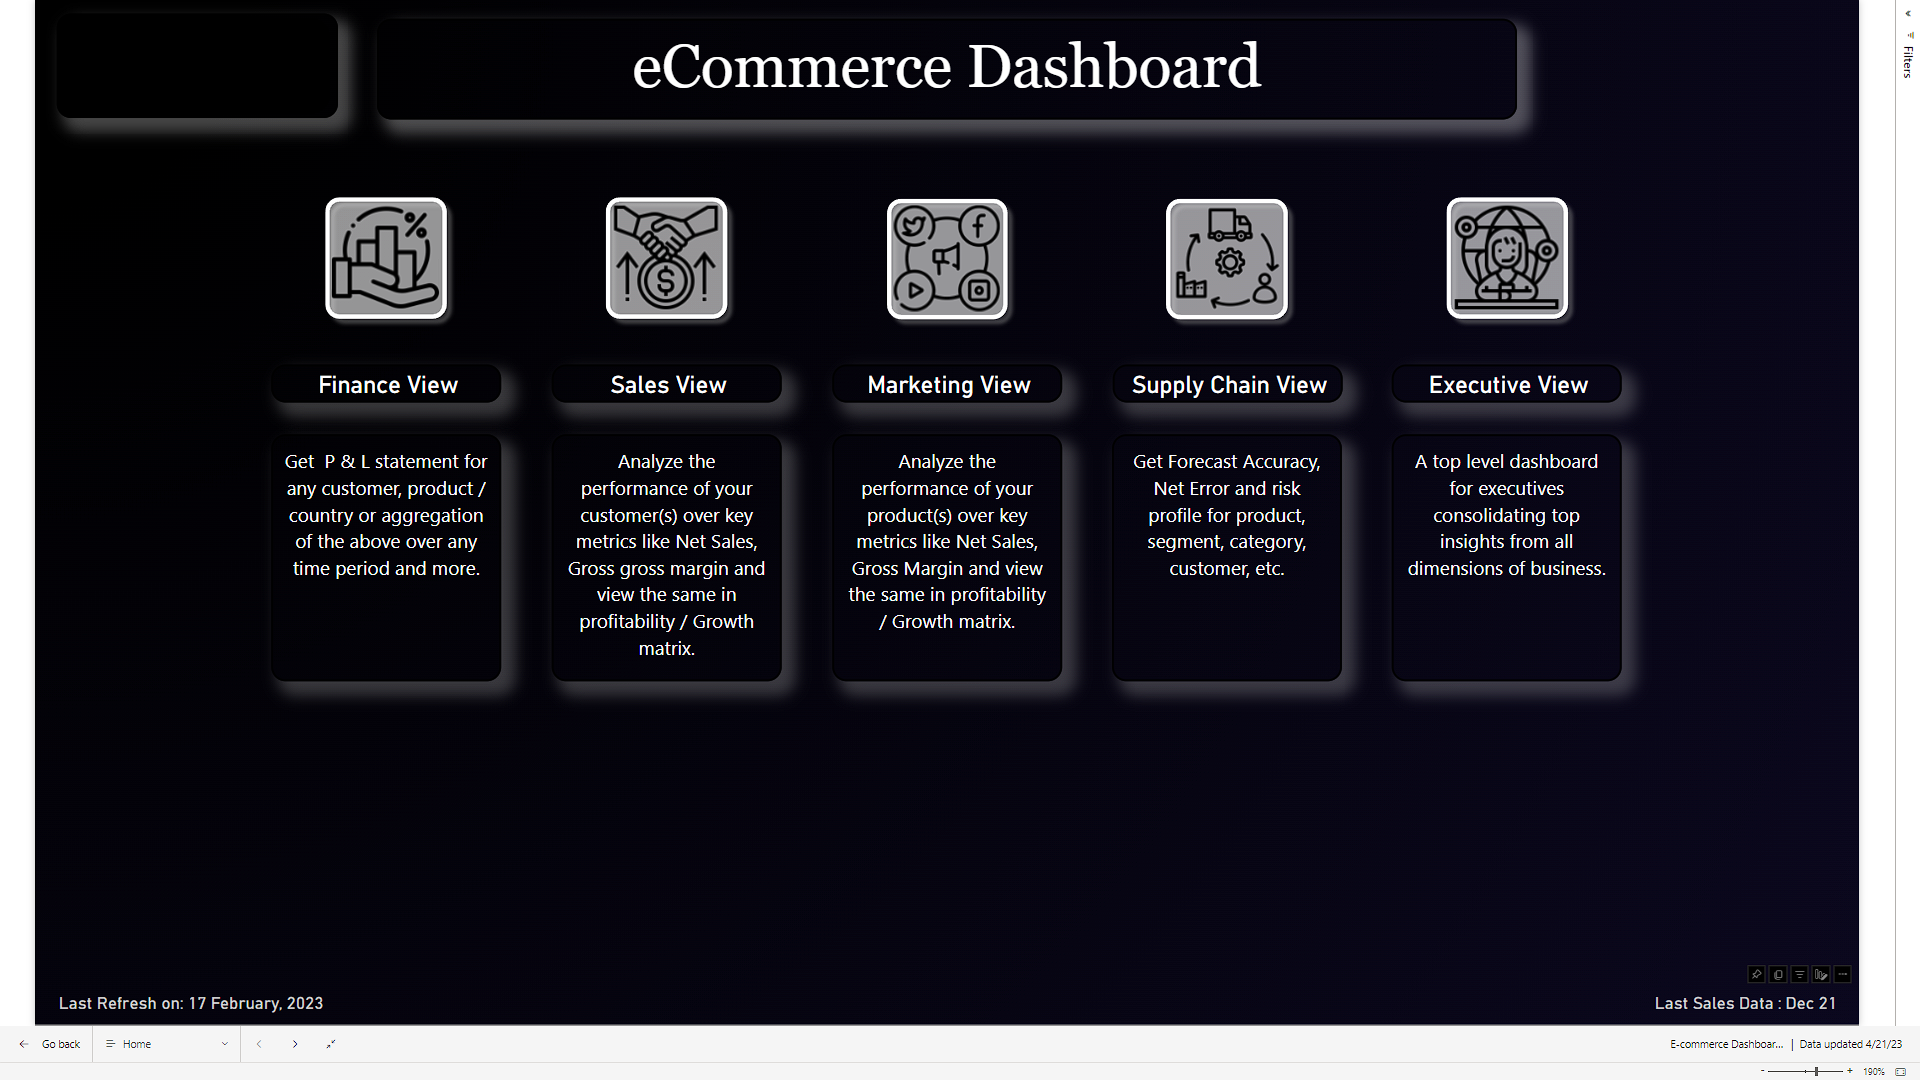 eCommerce Dashboard
Filters
Finance View
Sales View
Marketing View
Supply Chain View
Executive View
Get  P & L statement for
any customer, product /
country or aggregation
of the above over any
time period and more.
Analyze the
performance of your
customer(s) over key
metrics like Net Sales,
Gross gross margin and
view the same in
profitability / Growth
matrix.
Analyze the
performance of your
product(s) over key
metrics like Net Sales,
Gross Margin and view
the same in profitability
/ Growth matrix.
Get Forecast Accuracy,
Net Error and risk
profile for product,
segment, category,
customer, etc.
A top level dashboard
for executives
consolidating top
insights from all
dimensions of business.
Last Refresh on: 17 February, 2023
Last Sales Data : Dec 21
Go back
Home
E-commerce Dashboar... | Data updated 4/21/23
- + 190%